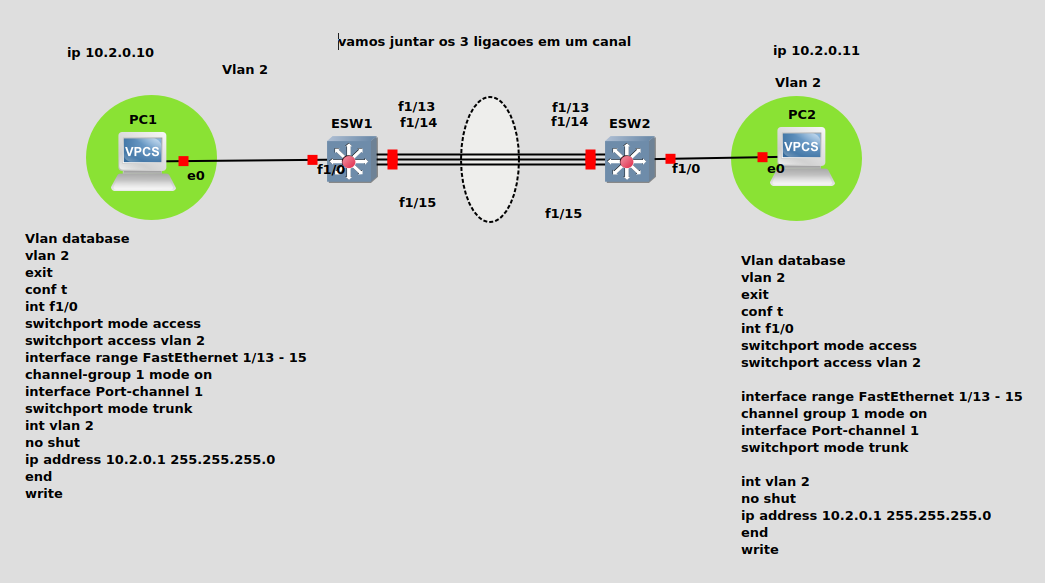 vamos juntar os 3 ligacoes em um canal
ip 10.2.0.10
ip 10.2.0.11
Vlan 2
Vlan 2
f1/13
f1/14
f1/13
f1/14
PC1
ESW1
ESW2
PC2
VPCS
VPCS
e0
f1/0
f1/0
e0
f1/15
f1/15
Vlan database
vlan 2
exit
conf t
int f1/0
switchport mode access
switchport access vlan 2
interface range FastEthernet 1/13 - 15
channel-group 1 mode on
interface Port-channel 1
switchport mode trunk
int vlan 2
no shut
ip address 10.2.0.1 255.255.255.0
end
write
Vlan database
vlan 2
exit
conf t
int f1/0
switchport mode access
switchport access vlan 2
interface range FastEthernet 1/13 - 15
channel group 1 mode on
interface Port-channel 1
switchport mode trunk
int vlan 2
no shut
ip address 10.2.0.1 255.255.255.0
end
write